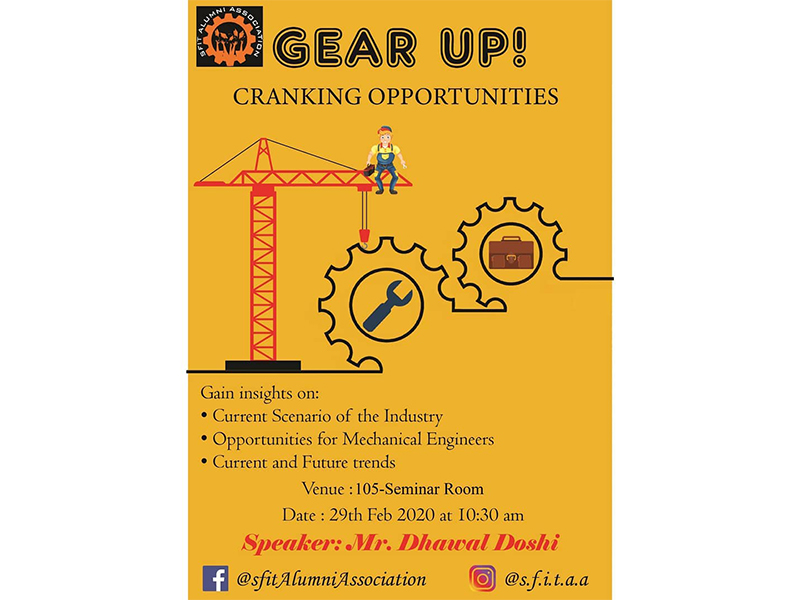 SFIT ALUMNI ASSOCIATION
GEAR UP!
CRANKING OPPORTUNITIES
Gain insights on:
• Current Scenario of the Industry
• Opportunities for Mechanical Engineers
• Current and Future trends
Venue : 105-Seminar Room
Date : 29th Feb 2020 at 10:30 am
Speaker: Mr. Dhawal Doshi
@sfitAlumniAssociation
@s.f.i.t.a.a